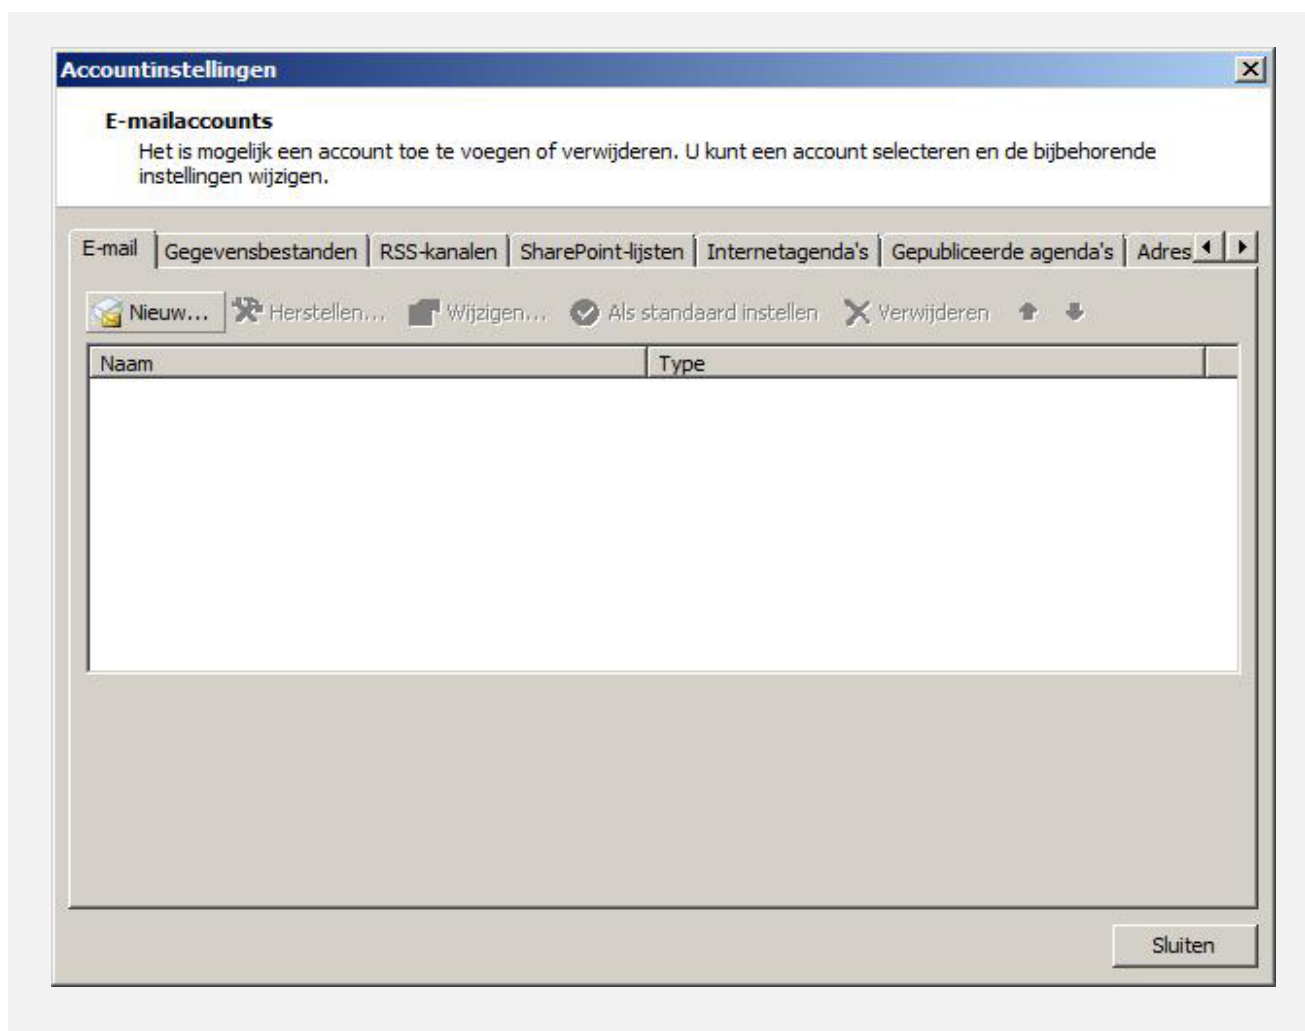 Accountinstellingen
E-mailaccounts
Het is mogelijk een account toe te voegen of verwijderen. U kunt een account selecteren en de bijbehorende
instellingen wijzigen.
E-mail Gegevensbestanden RSS-kanalen SharePoint-lijsten Internetagenda's Gepubliceerde agenda's Adres
Nieuw... Herstellen... Wijzigen... Als standaard instellen Verwijderen
Naam Type
Sluiten